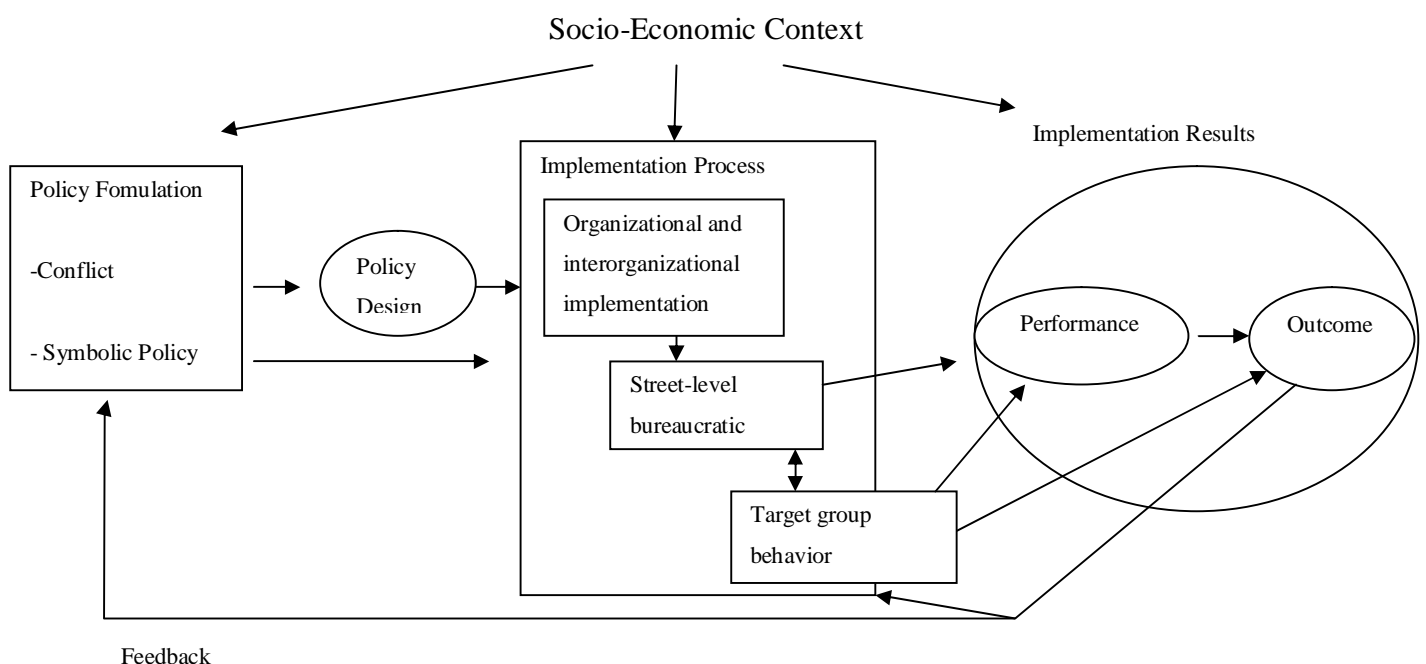 Socio-Economic Context
Implementation Results
Policy Fomulation
-Conflict
- Symbolic Policy
Policy
Design
Implementation Process
Organizational and
interorganizational
implementation
Street-level
bureaucratic
Target group
behavior
Performance
Outcome
Feedback